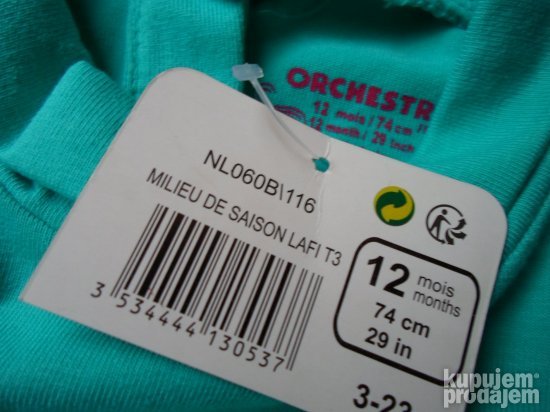 ORCHESTR
12 mois / 74 cm
12 month / 29 inch
NL060B\116
MILIEU DE SAISON LAFI T3
3 534444 130537
12 mois
months
74 cm
29 in
3-23
kupujem
prodajem